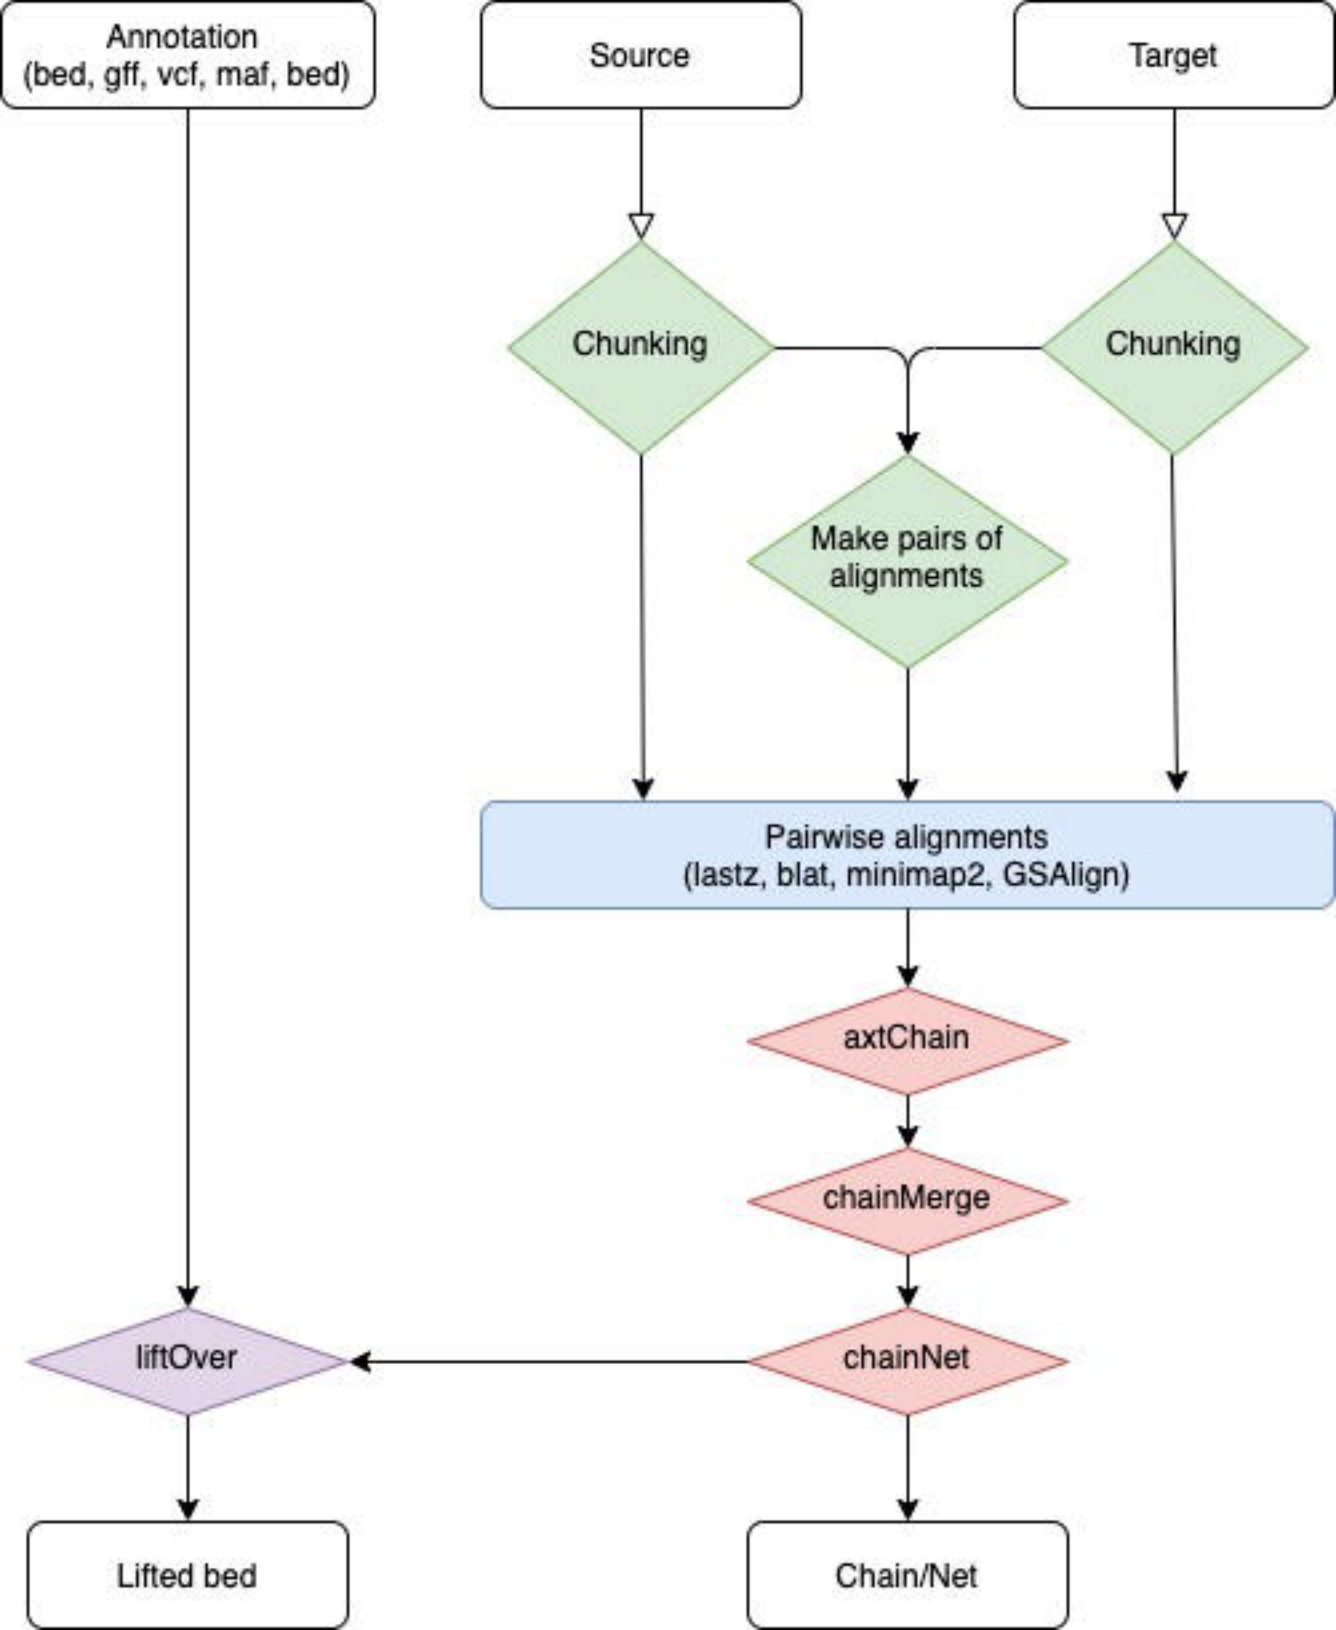 Annotation
(bed, gff, vcf, maf, bed)
Source
Target
Chunking
Chunking
Make pairs of
alignments
Pairwise alignments
(lastz, blat, minimap2, GSAlign)
axtChain
chainMerge
liftOver
chainNet
Lifted bed
Chain/Net